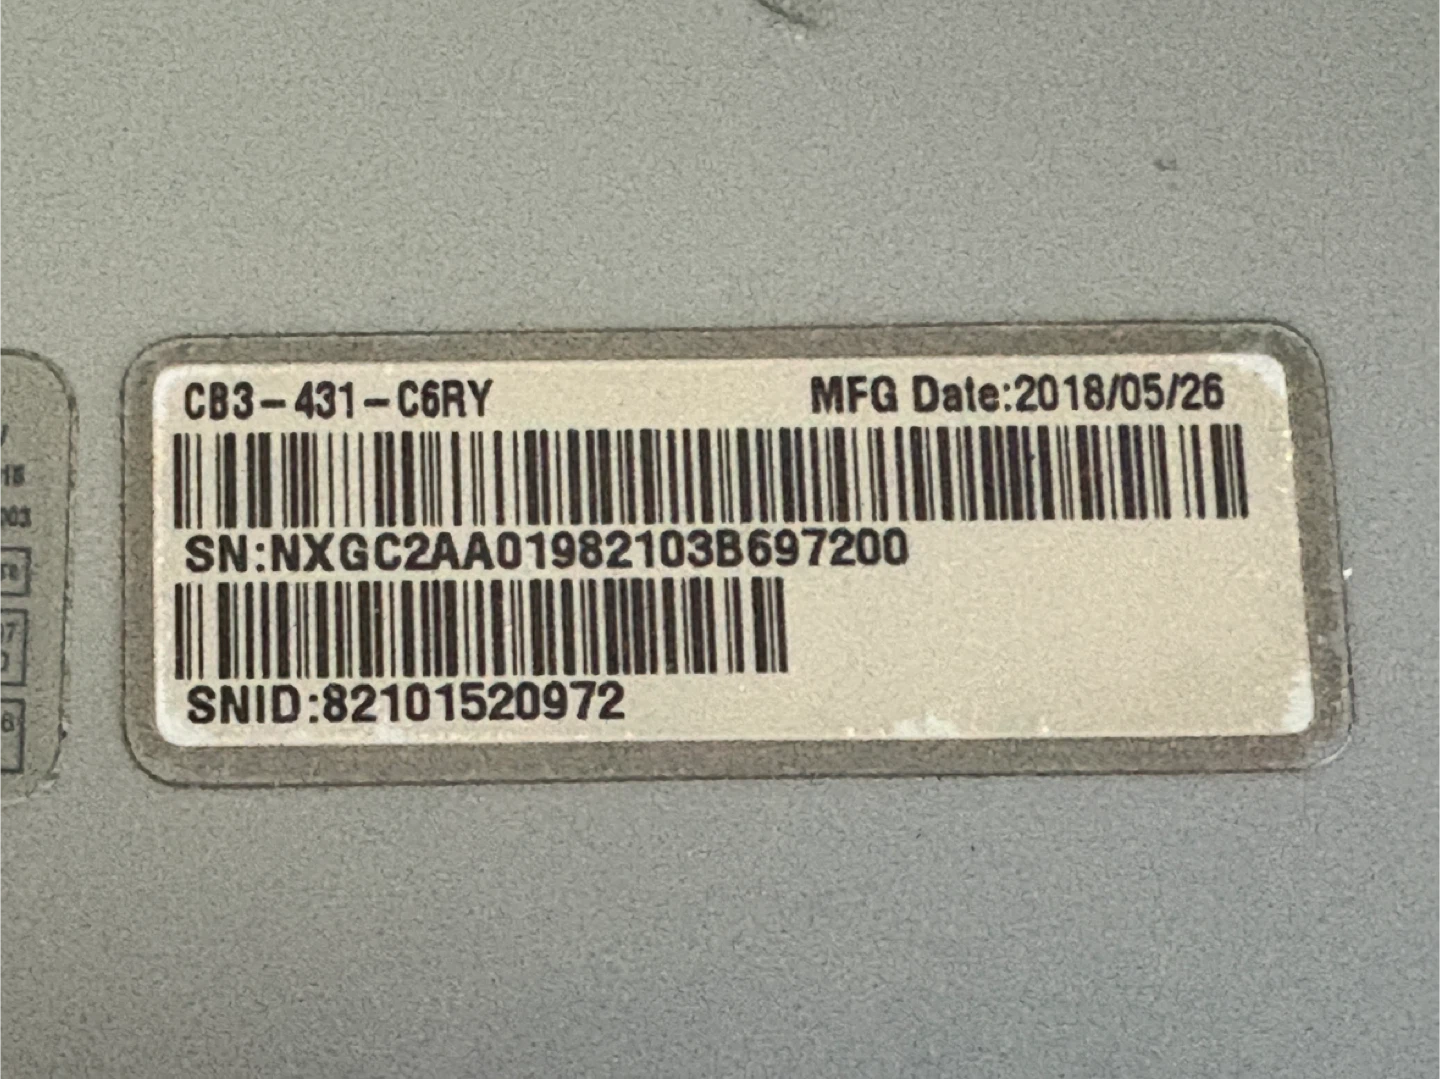 CB3-431-C6RY MFG Date:2018/05/26
SN:NXGC2AA01982103B697200
SNID:82101520972